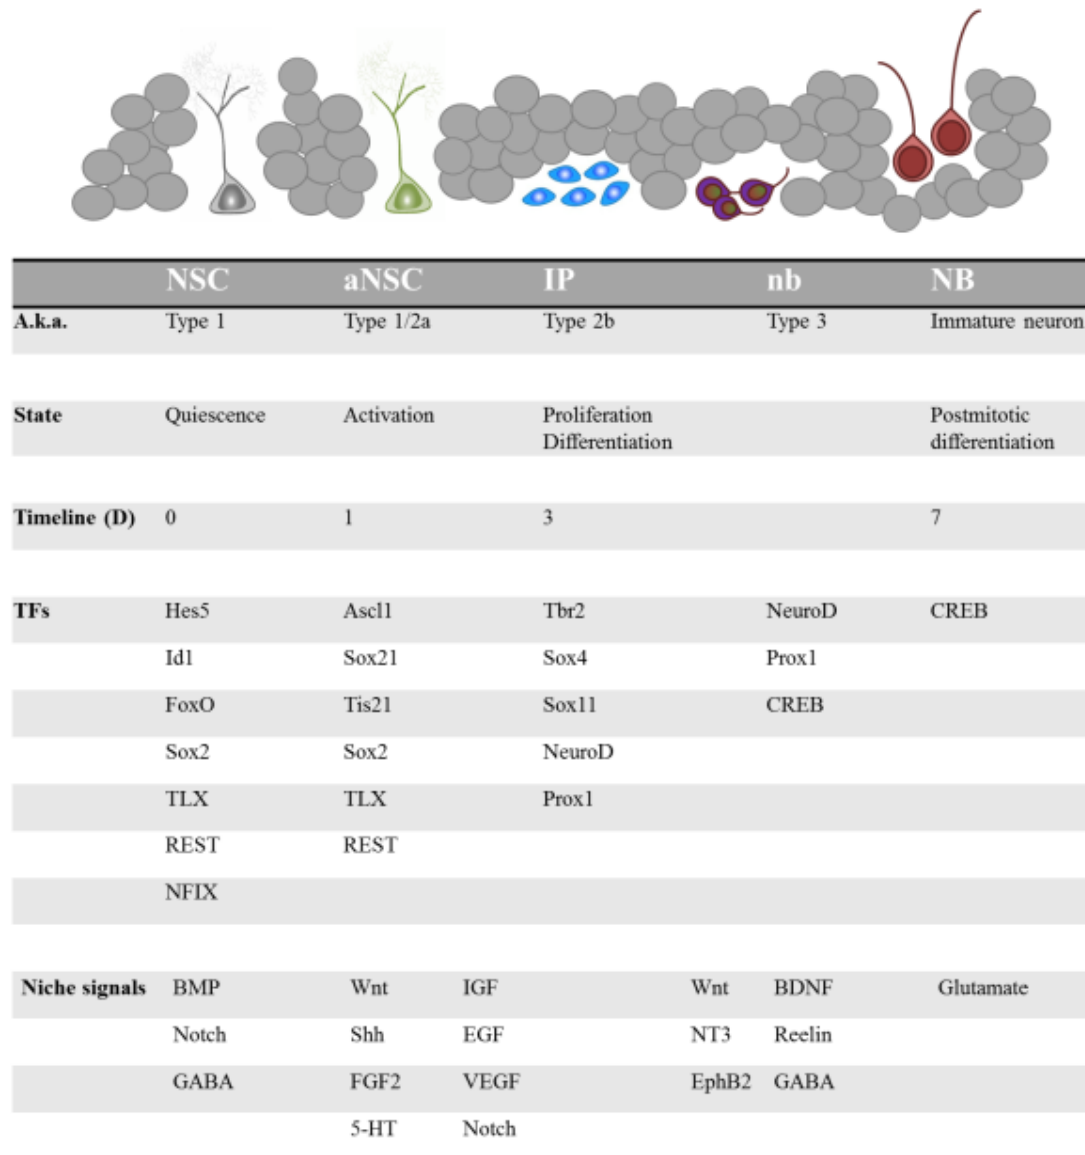 NSC aNSC IP nb NB
A.k.a. Type 1 Type 1/2a Type 2b Type 3 Immature neuron
State Quiescence Activation Proliferation Postmitotic
Differentiation differentiation
Timeline (D) 0 1 3 7
TFs Hes5 Ascl1 Tbr2 NeuroD CREB
Id1 Sox21 Sox4 Prox1
FoxO Tis21 Sox11 CREB
Sox2 Sox2 NeuroD
TLX TLX Prox1
REST REST
NFIX
Niche signals BMP Wnt IGF Wnt BDNF Glutamate
Notch Shh EGF NT3 Reelin
GABA FGF2 VEGF EphB2 GABA
5-HT Notch